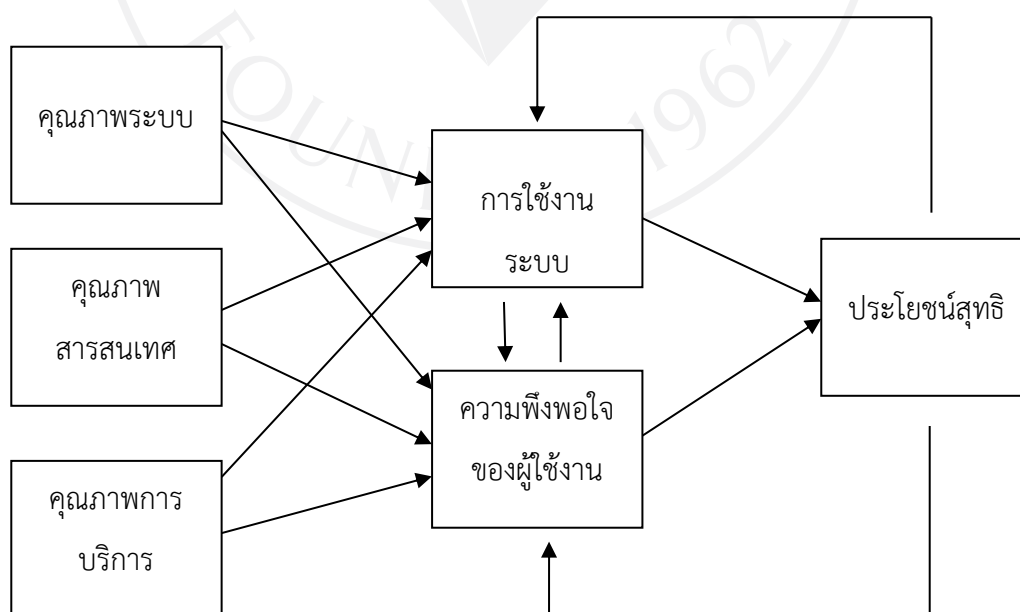 คุณภาพระบบ
คุณภาพ
สารสนเทศ
คุณภาพการ
บริการ
การใช้งาน
ระบบ
ความพึงพอใจ
ของผู้ใช้งาน
ประโยชน์สุทธิ
1962